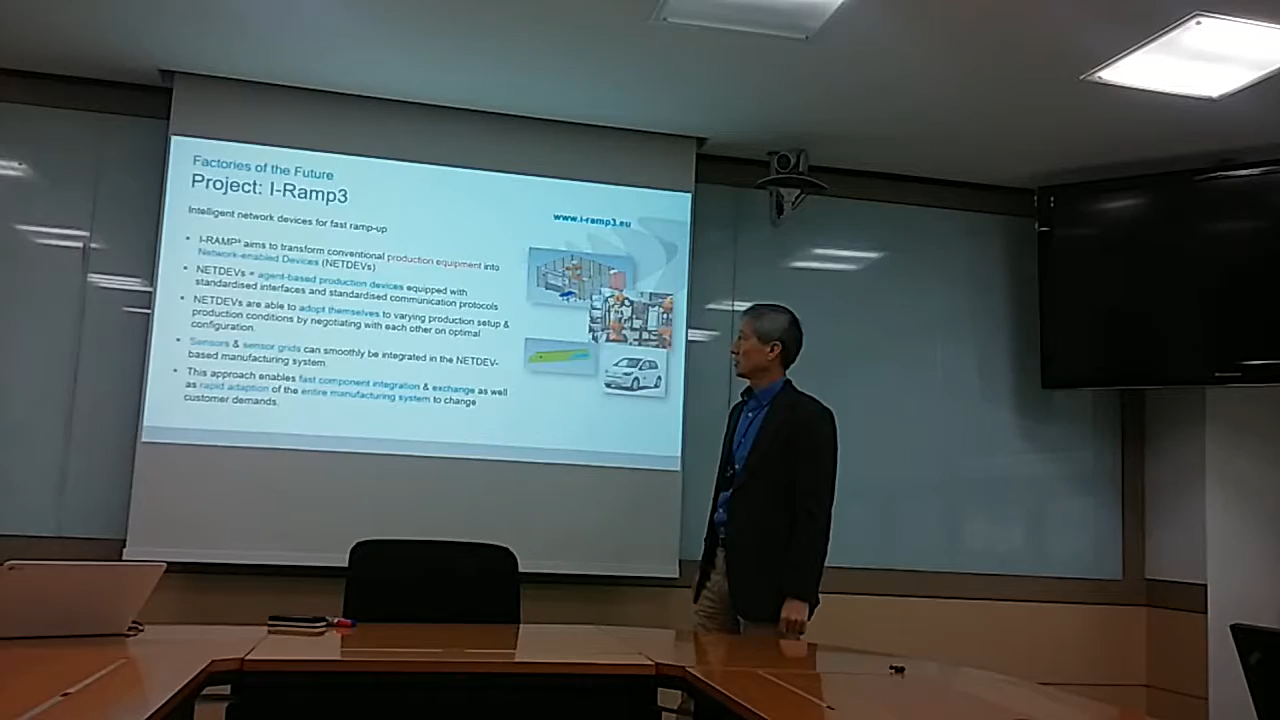 Factories of the Future
Project: I-Ramp3
Intelligent network devices for fast ramp-up
www.i-ramp3.eu
• I-RAMP³ aims to transform conventional production equipment into
Network-enabled Devices (NETDEVs)
• NETDEVs = agent-based production devices equipped with
standardised interfaces and standardised communication protocols
• NETDEVs are able to adopt themselves to varying production setup &
production conditions by negotiating with each other on optimal
configuration.
• Sensors & sensor grids can smoothly be integrated in the NETDEV-
based manufacturing system.
• This approach enables fast component integration & exchange as well
as rapid adaption of the entire manufacturing system to change
customer demands.